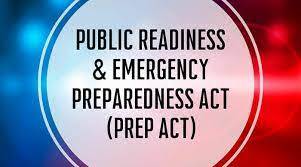 PUBLIC READINESS
& EMERGENCY
PREPAREDNESS ACT
(PREP ACT)